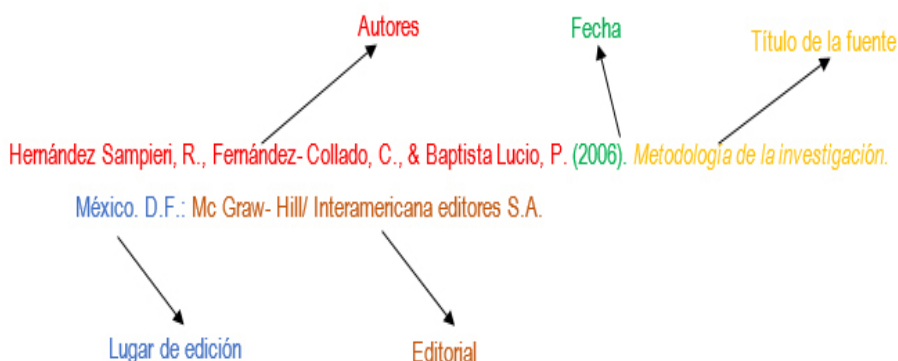 Autores
Fecha
Título de la fuente
Hernández Sampieri, R., Fernández- Collado, C., & Baptista Lucio, P. (2006). Metodología de la investigación.
México. D.F.: Mc Graw- Hill/ Interamericana editores S.A.
Lugar de edición
Editorial